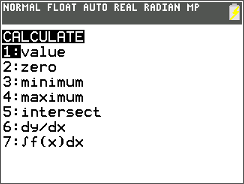 NORMAL FLOAT AUTO REAL RADIAN MP
CALCULATE
1:value
2:zero
3:minimum
4:maximum
5:intersect
6:dy/dx
7:∫f(x)dx